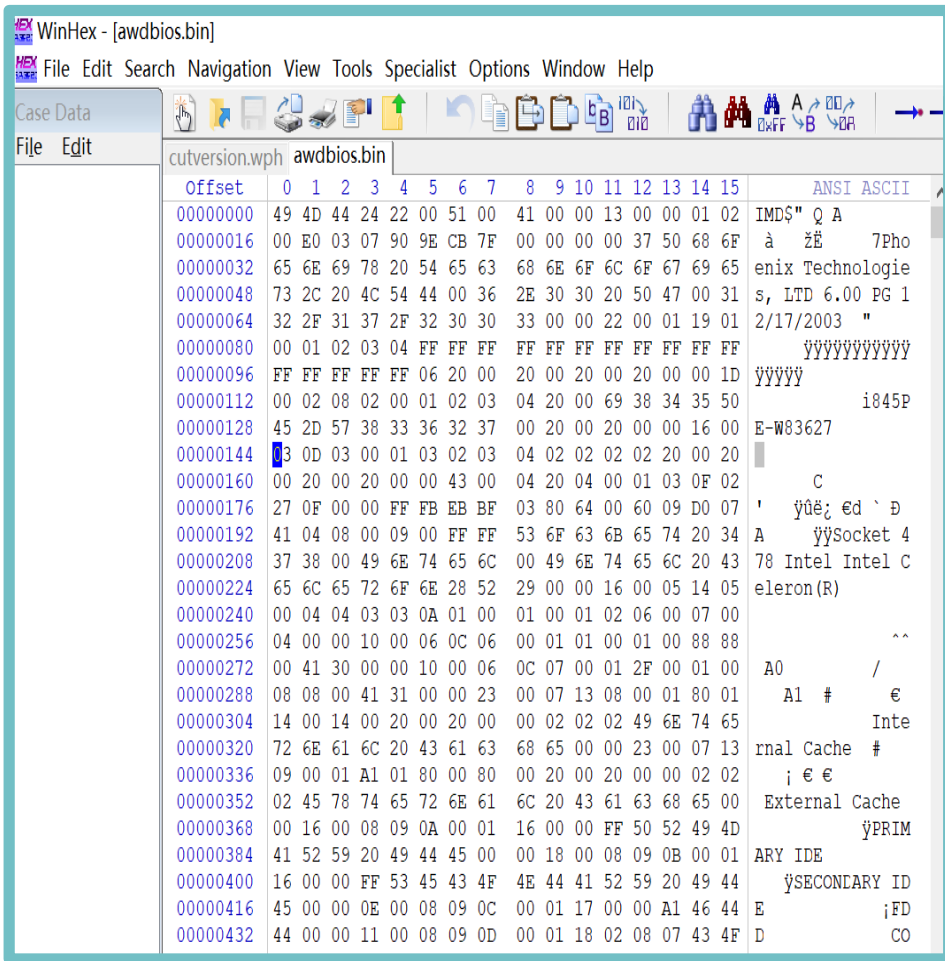 WinHex - [awdbios.bin]
File Edit Search Navigation View Tools Specialist Options Window Help
Case Data
File Edit
cutversion.wph awdbios.bin
Offset 0 1 2 3 4 5 6 7 8 9 10 11 12 13 14 15 ANSI ASCII
00000000 49 4D 44 24 22 00 51 00 41 00 00 13 00 00 01 02 IMD$" Q A
00000016 00 E0 03 07 90 9E CB 7F 00 00 00 00 37 50 68 6F à žË 7Pho
00000032 65 6E 69 78 20 54 65 63 68 6E 6F 6C 6F 67 69 65 enix Technologie
00000048 73 2C 20 4C 54 44 00 36 2E 30 30 20 50 47 00 31 s, LTD 6.00 PG 1
00000064 32 2F 31 37 2F 32 30 30 33 00 00 22 00 01 19 01 2/17/2003 "
00000080 00 01 02 03 04 FF FF FF FF FF FF FF FF FF FF FF ÿÿÿÿÿÿÿÿÿÿÿ
00000096 FF FF FF FF FF 06 20 00 20 00 20 00 20 00 00 1D ÿÿÿÿÿ
00000112 00 02 08 02 00 01 02 03 04 20 00 69 38 34 35 50 i845P
00000128 45 2D 57 38 33 36 32 37 00 20 00 20 00 00 16 00 E-W83627
00000144 03 0D 03 00 01 03 02 03 04 02 02 02 02 20 00 20
00000160 00 20 00 20 00 00 43 00 04 20 04 00 01 03 0F 02 C
00000176 27 0F 00 00 FF FB EB BF 03 80 64 00 60 09 D0 07 ' ÿûë¿ €d ` Ð
00000192 41 04 08 00 09 00 FF FF 53 6F 63 6B 65 74 20 34 A ÿÿSocket 4
00000208 37 38 00 49 6E 74 65 6C 00 49 6E 74 65 6C 20 43 78 Intel Intel C
00000224 65 6C 65 72 6F 6E 28 52 29 00 00 16 00 05 14 05 eleron(R)
00000240 00 04 04 03 03 0A 01 00 01 00 01 02 06 00 07 00
00000256 04 00 00 10 00 06 0C 06 00 01 01 00 01 00 88 88 ˆˆ
00000272 00 41 30 00 00 10 00 06 0C 07 00 01 2F 00 01 00 A0 /
00000288 08 08 00 41 31 00 00 23 00 07 13 08 00 01 80 01 A1 # €
00000304 14 00 14 00 20 00 20 00 00 02 02 02 49 6E 74 65 Inte
00000320 72 6E 61 6C 20 43 61 63 68 65 00 00 23 00 07 13 rnal Cache #
00000336 09 00 01 A1 01 80 00 80 00 20 00 20 00 00 02 02 ¡ € €
00000352 02 45 78 74 65 72 6E 61 6C 20 43 61 63 68 65 00 External Cache
00000368 00 16 00 08 09 0A 00 01 16 00 00 FF 50 52 49 4D ÿPRIM
00000384 41 52 59 20 49 44 45 00 00 18 00 08 09 0B 00 01 ARY IDE
00000400 16 00 00 FF 53 45 43 4F 4E 44 41 52 59 20 49 44 ÿSECONDARY ID
00000416 45 00 00 0E 00 08 09 0C 00 01 17 00 00 A1 46 44 E ¡FD
00000432 44 00 00 11 00 08 09 0D 00 01 18 02 08 07 43 4F D CO